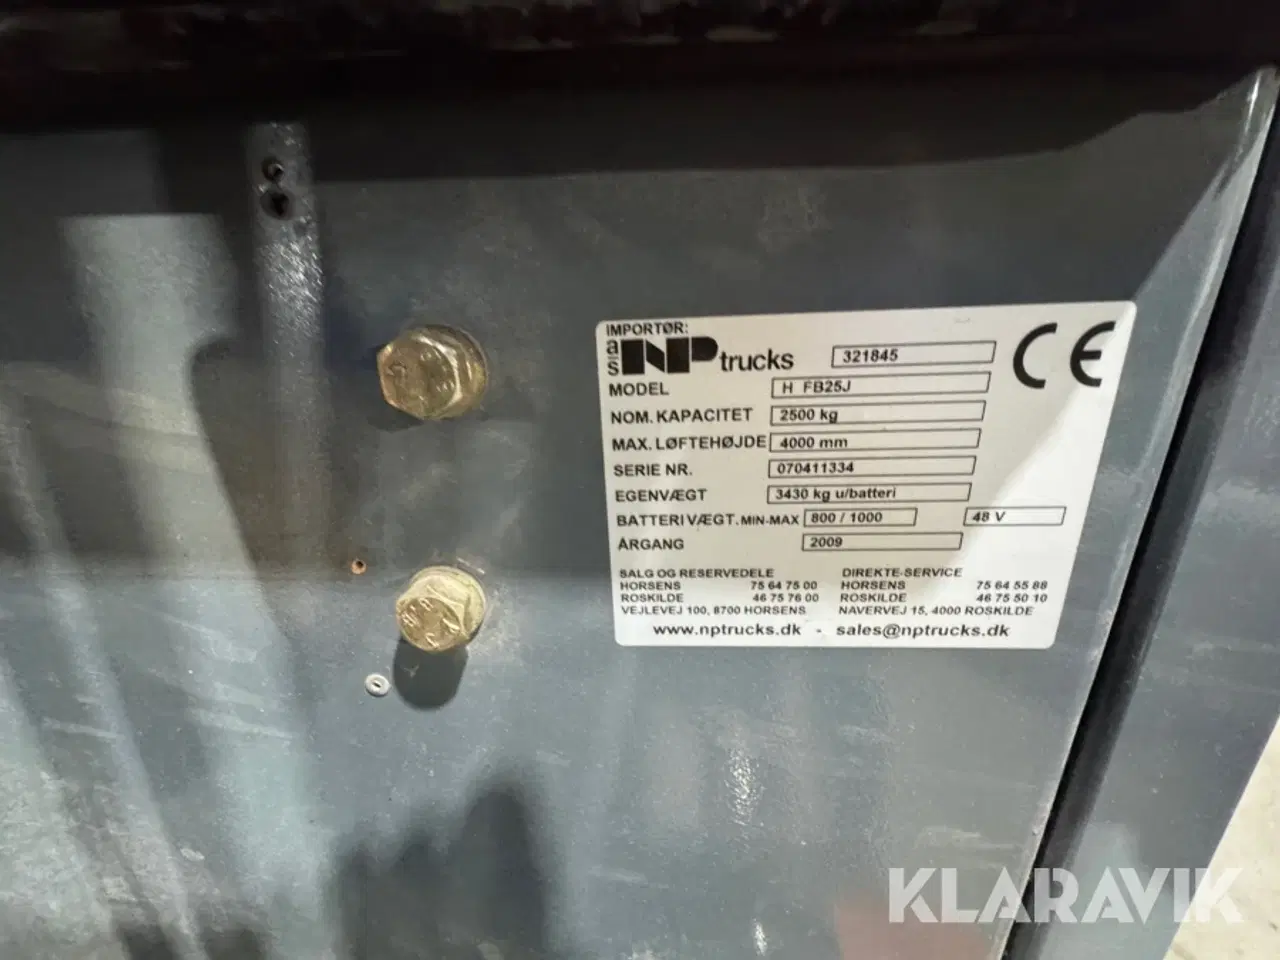 IMPORTØR:
a/s NP trucks 321845 CE
MODEL H FB25J
NOM. KAPACITET 2500 kg
MAX. LØFTEHØJDE 4000 mm
SERIE NR. 070411334
EGENVÆGT 3430 kg u/batteri
BATTERIVÆGT. MIN-MAX 800 / 1000 48 V
ÅRGANG 2009
SALG OG RESERVEDELE DIREKTE-SERVICE
HORSENS 75 64 75 00 HORSENS 75 64 55 88
ROSKILDE 46 75 76 00 ROSKILDE 46 75 50 10
VEJLEVEJ 100, 8700 HORSENS NAVERVEJ 15, 4000 ROSKILDE
www.nptrucks.dk - sales@nptrucks.dk
KLARAVIK